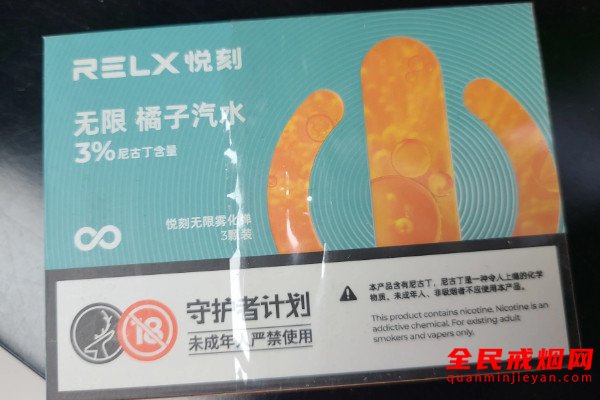 RELX悦刻
无限 橘子汽水
3%尼古丁含量
悦刻无限雾化弹
3颗装
18
守护者计划
未成年人严禁使用
本产品含有尼古丁，尼古丁是一种令人上瘾的化学
物质、未成年人、非吸烟者不应使用本产品。
This product contains nicotine. Nicotine is an
addictive chemical. For existing adult
smokers and vapers only.
全民戒烟网
quanminjieyan.com